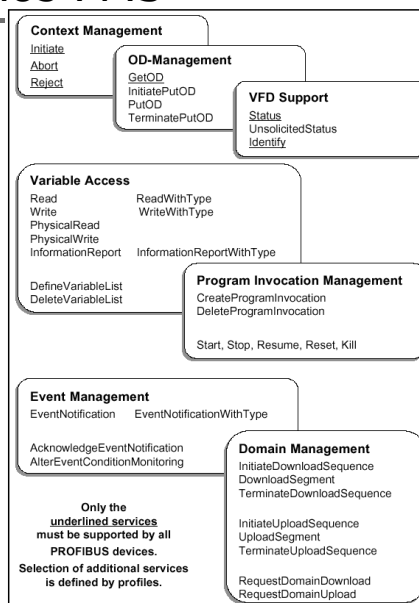 Context Management
Initiate
Abort
Reject
OD-Management
GetOD
InitiatePutOD
PutOD
TerminatePutOD
VFD Support
Status
UnsolicitedStatus
Identify
Variable Access
Read ReadWithType
Write WriteWithType
PhysicalRead
PhysicalWrite
InformationReport InformationReportWithType
DefineVariableList
DeleteVariableList
Program Invocation Management
CreateProgramInvocation
DeleteProgramInvocation
Start, Stop, Resume, Reset, Kill
Event Management
EventNotification EventNotificationWithType
AcknowledgeEventNotification
AlterEventConditionMonitoring
Domain Management
InitiateDownloadSequence
DownloadSegment
TerminateDownloadSequence
InitiateUploadSequence
UploadSegment
TerminateUploadSequence
RequestDomainDownload
RequestDomainUpload
Only the
underlined services
must be supported by all
PROFIBUS devices.
Selection of additional services
is defined by profiles.